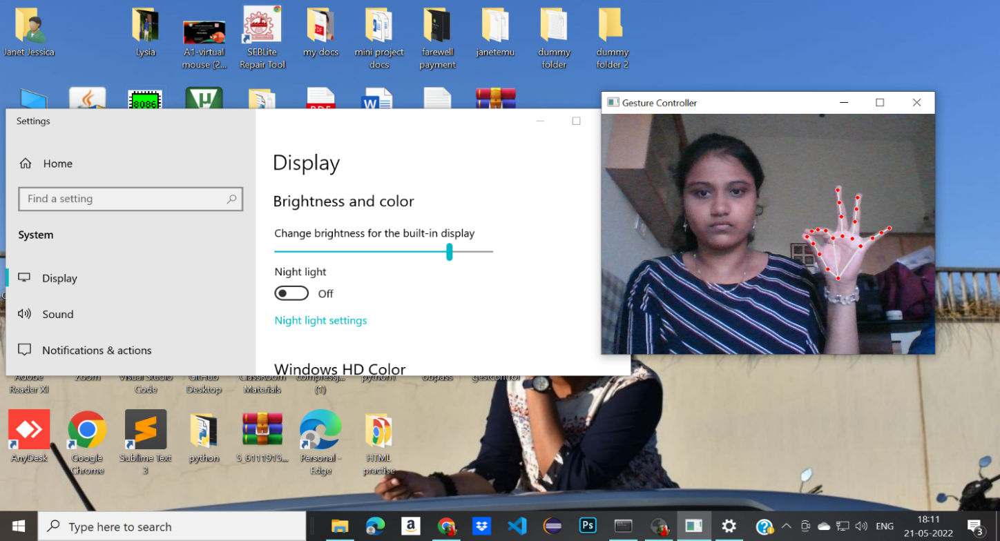 Janet Jessica
Lysia
A1-virtual
mouse (2...
SEBLite
Repair Tool
my docs
mini project
docs
farewell
payment
janetemu
dummy
folder
dummy
folder 2
8086
PDF
W
Gesture Controller
Settings
Home
Find a setting
System
Display
Sound
Notifications & actions
Display
Brightness and color
Change brightness for the built-in display
Night light
Off
Night light settings
Windows HD Color
Adobe
Reader XI
Zoom
Visual Studio
Code
GitHub
Desktop
ClassRoom
Materials
compressj...
(1)
python1
gestcontrol
AnyDesk
Google
Chrome
Sublime Text
3
python
5_6111915...
Personal -
Edge
HTML
practise
Type here to search
a
Ps
ENG
18:11
21-05-2022
3